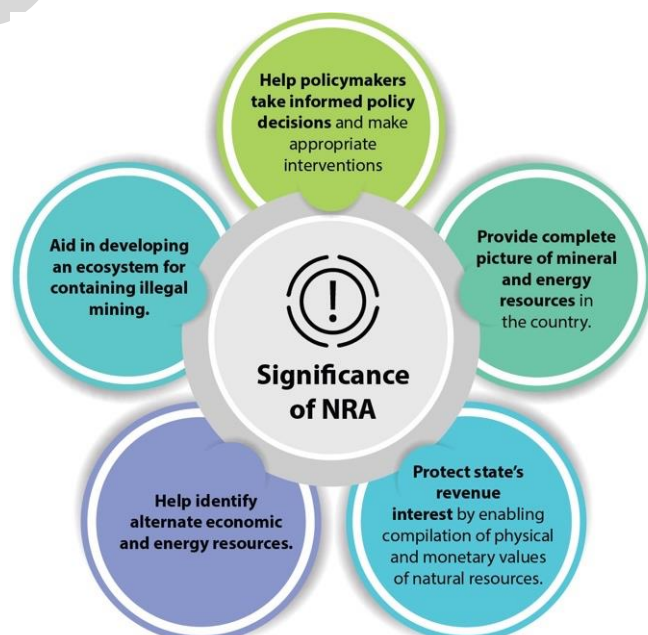 Help policymakers
take informed policy
decisions and make
appropriate
interventions
Aid in developing
an ecosystem for
containing illegal
mining.
Provide complete
picture of mineral
and energy
resources in
the country.
!
Significance
of NRA
Help identify
alternate economic
and energy resources.
Protect state's
revenue
interest by enabling
compilation of physical
and monetary values
of natural resources.